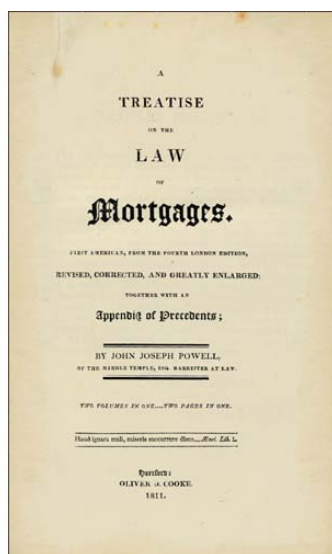 A
TREATISE
ON THE
LAW
OF
Mortgages.
FIRST AMERICAN, FROM THE FOURTH LONDON EDITION,
REVISED, CORRECTED, AND GREATLY ENLARGED;
TOGETHER WITH AN
Appendix of Precedents;
BY JOHN JOSEPH POWELL,
OF THE MIDDLE TEMPLE, ESQ. BARRISTER AT LAW.
TWO VOLUMES IN ONE....TWO PAGES IN ONE.
Haud ignara mali, miseris succurrere disco....Ænei. Lib. 1.
Hartford:
OLIVER D. COOKE.
1811.